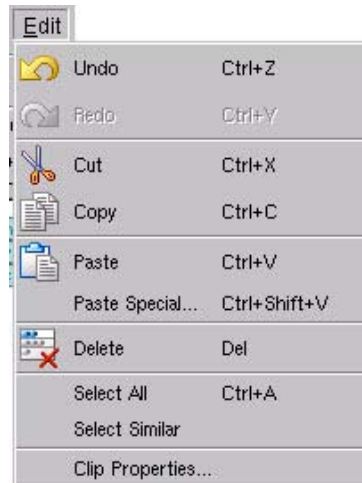 Edit
Undo Ctrl+Z
Redo Ctrl+Y
Cut Ctrl+X
Copy Ctrl+C
Paste Ctrl+V
Paste Special... Ctrl+Shift+V
Delete Del
Select All Ctrl+A
Select Similar
Clip Properties...